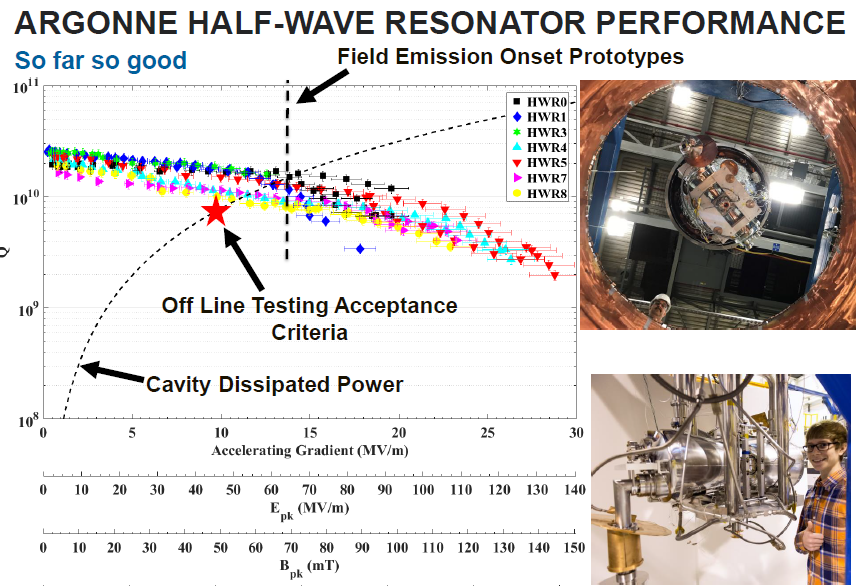 ARGONNE HALF-WAVE RESONATOR PERFORMANCE
So far so good
Field Emission Onset Prototypes
10^11
10^10
10^9
10^8
Q
HWR0
HWR1
HWR3
HWR4
HWR5
HWR7
HWR8
Off Line Testing Acceptance
Criteria
Cavity Dissipated Power
0 5 10 15 20 25 30
Accelerating Gradient (MV/m)
0 10 20 30 40 50 60 70 80 90 100 110 120 130 140
E_pk (MV/m)
0 10 20 30 40 50 60 70 80 90 100 110 120 130 140 150
B_pk (mT)